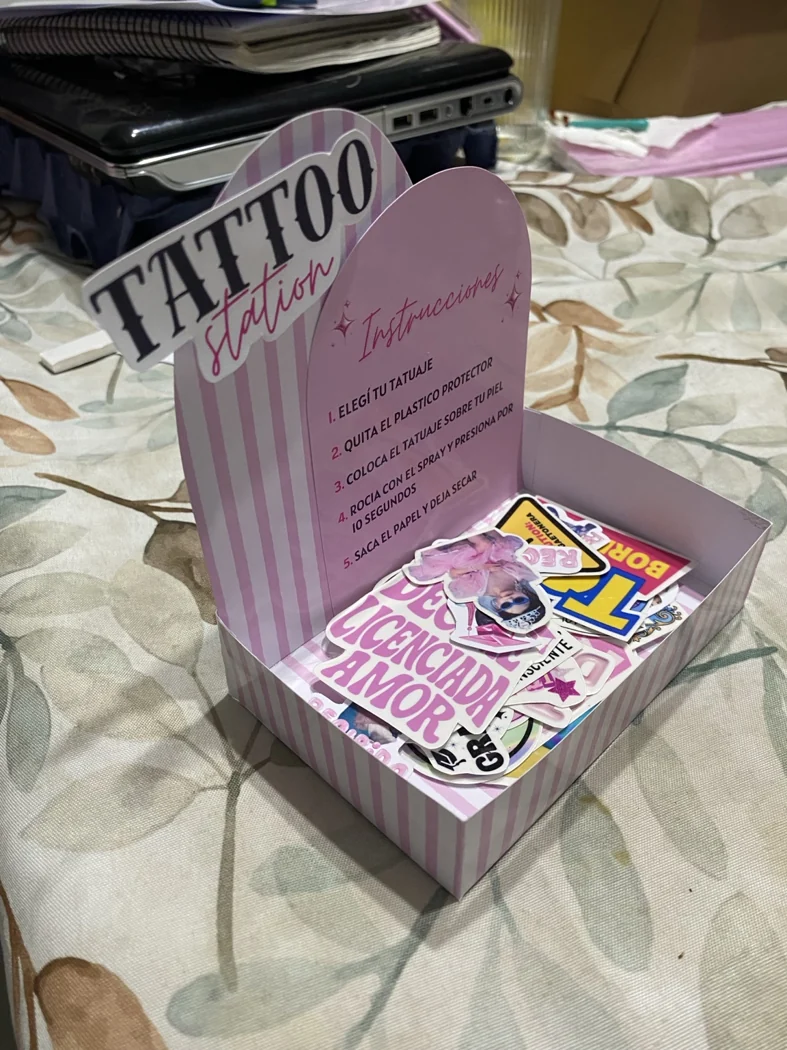 TATTOO
station
Instrucciones
1. ELEGÍ TU TATUAJE
2. QUITA EL PLASTICO PROTECTOR
3. COLOCA EL TATUAJE SOBRE TU PIEL
4. ROCIA CON EL SPRAY Y PRESIONA POR
10 SEGUNDOS
5. SACA EL PAPEL Y DEJA SECAR
LICENCIADA
AMOR